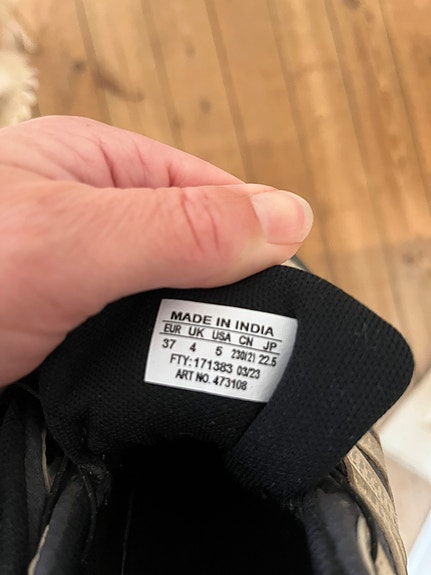 MADE IN INDIA
EUR UK USA CN JP
37 4 5 230(2) 22.5
FTY:171383 03/23
ART NO. 473108